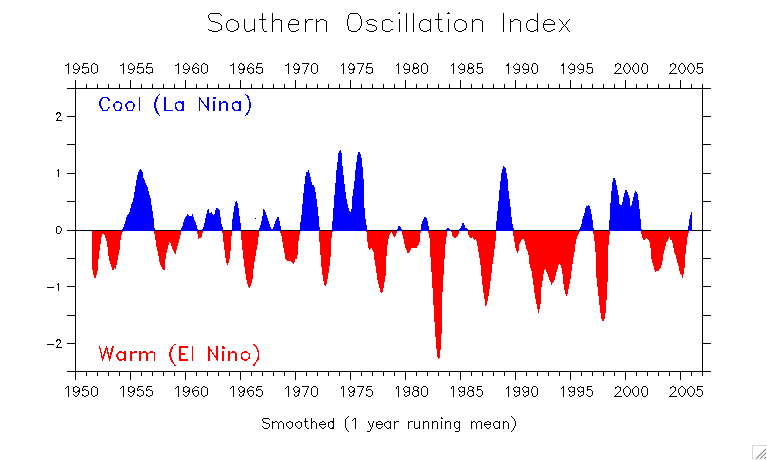 Southern Oscillation Index
1950 1955 1960 1965 1970 1975 1980 1985 1990 1995 2000 2005
Cool (La Nina)
2
1
0
-1
-2
Warm (El Nino)
1950 1955 1960 1965 1970 1975 1980 1985 1990 1995 2000 2005
Smoothed (1 year running mean)